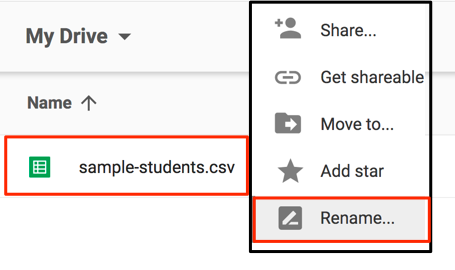 My Drive
Name
sample-students.csv
Share...
Get shareable
Move to...
Add star
Rename...